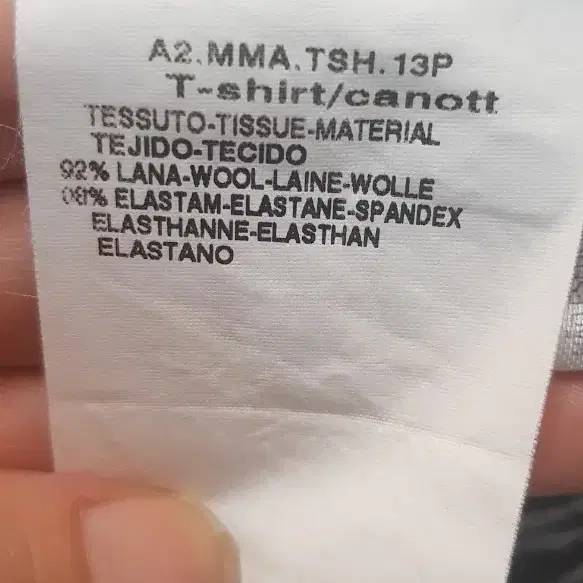 A2.MMA.TSH.13P
T-shirt/canott
TESSUTO-TISSUE-MATERIAL
TEJIDO-TECIDO
92% LANA-WOOL-LAINE-WOLLE
08% ELASTAM-ELASTANE-SPANDEX
ELASTHANNE-ELASTHAN
ELASTANO